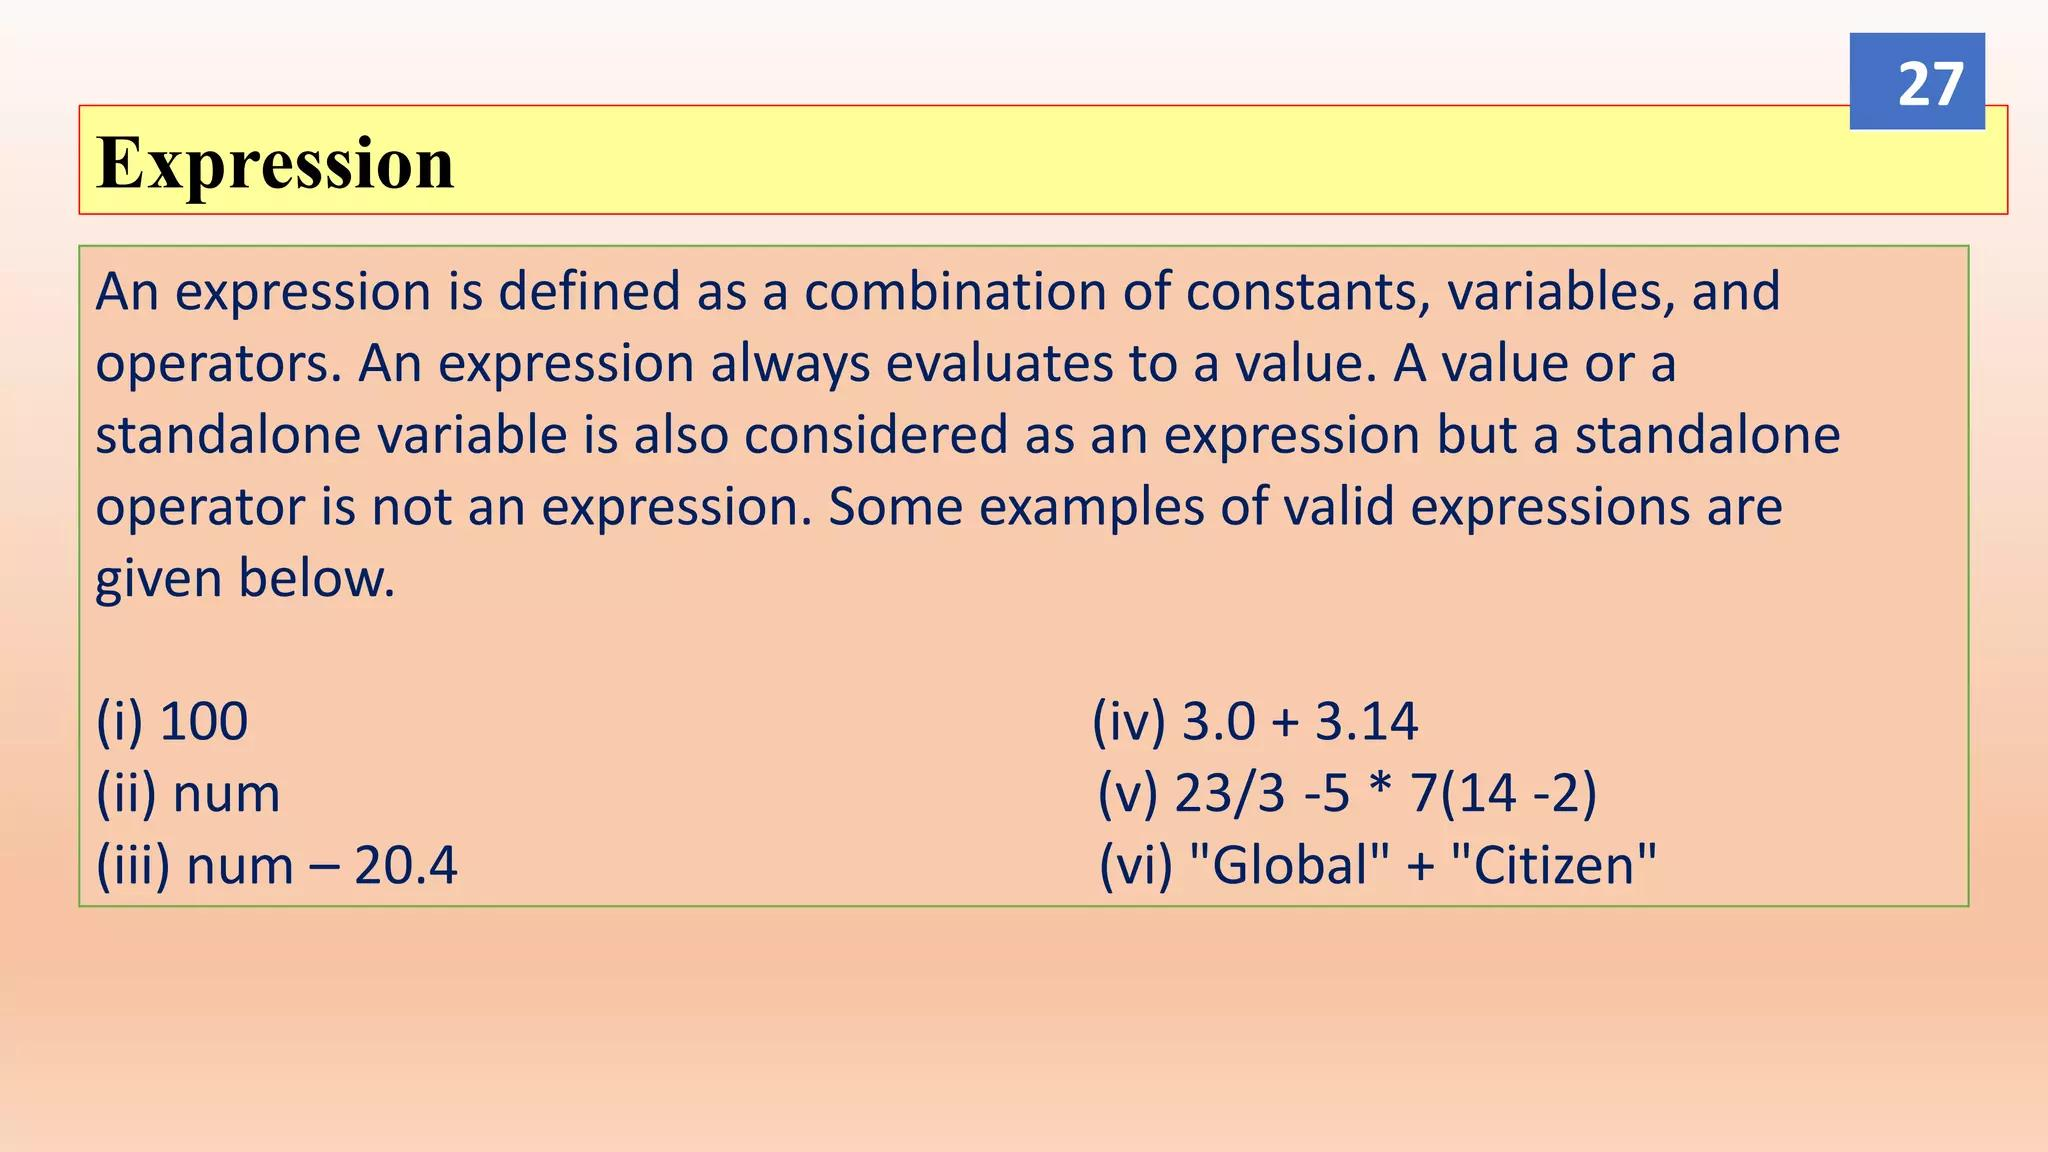 27
Expression
An expression is defined as a combination of constants, variables, and
operators. An expression always evaluates to a value. A value or a
standalone variable is also considered as an expression but a standalone
operator is not an expression. Some examples of valid expressions are
given below.
(i) 100 (iv) 3.0 + 3.14
(ii) num (v) 23/3 -5 * 7(14 -2)
(iii) num – 20.4 (vi) "Global" + "Citizen"